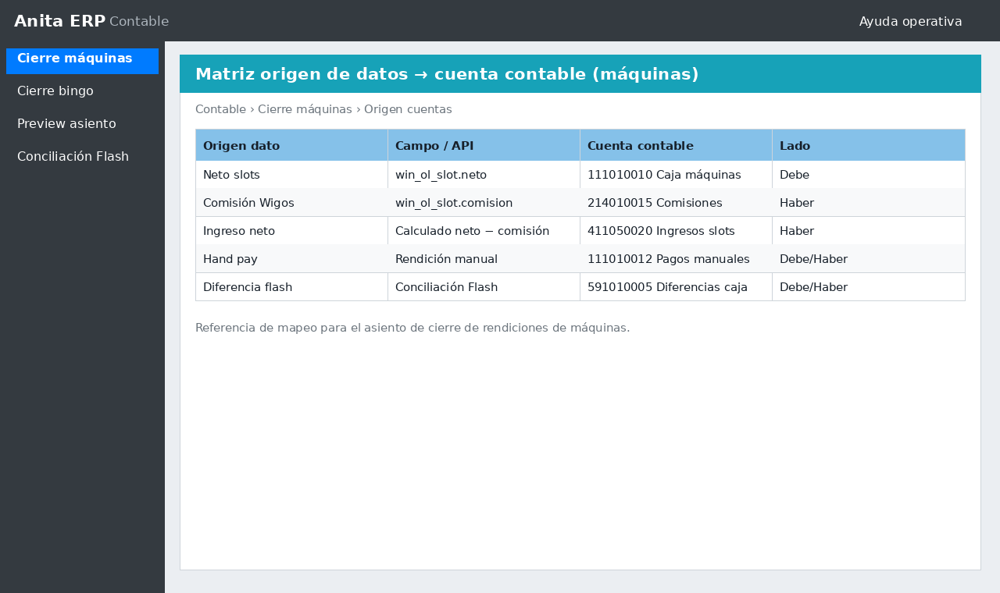 Anita ERP Contable
Ayuda operativa
Cierre máquinas
Cierre bingo
Preview asiento
Conciliación Flash
Matriz origen de datos → cuenta contable (máquinas)
Contable › Cierre máquinas › Origen cuentas
Origen dato Campo / API Cuenta contable Lado
Neto slots win_ol_slot.neto 111010010 Caja máquinas Debe
Comisión Wigos win_ol_slot.comision 214010015 Comisiones Haber
Ingreso neto Calculado neto − comisión 411050020 Ingresos slots Haber
Hand pay Rendición manual 111010012 Pagos manuales Debe/Haber
Diferencia flash Conciliación Flash 591010005 Diferencias caja Debe/Haber
Referencia de mapeo para el asiento de cierre de rendiciones de máquinas.